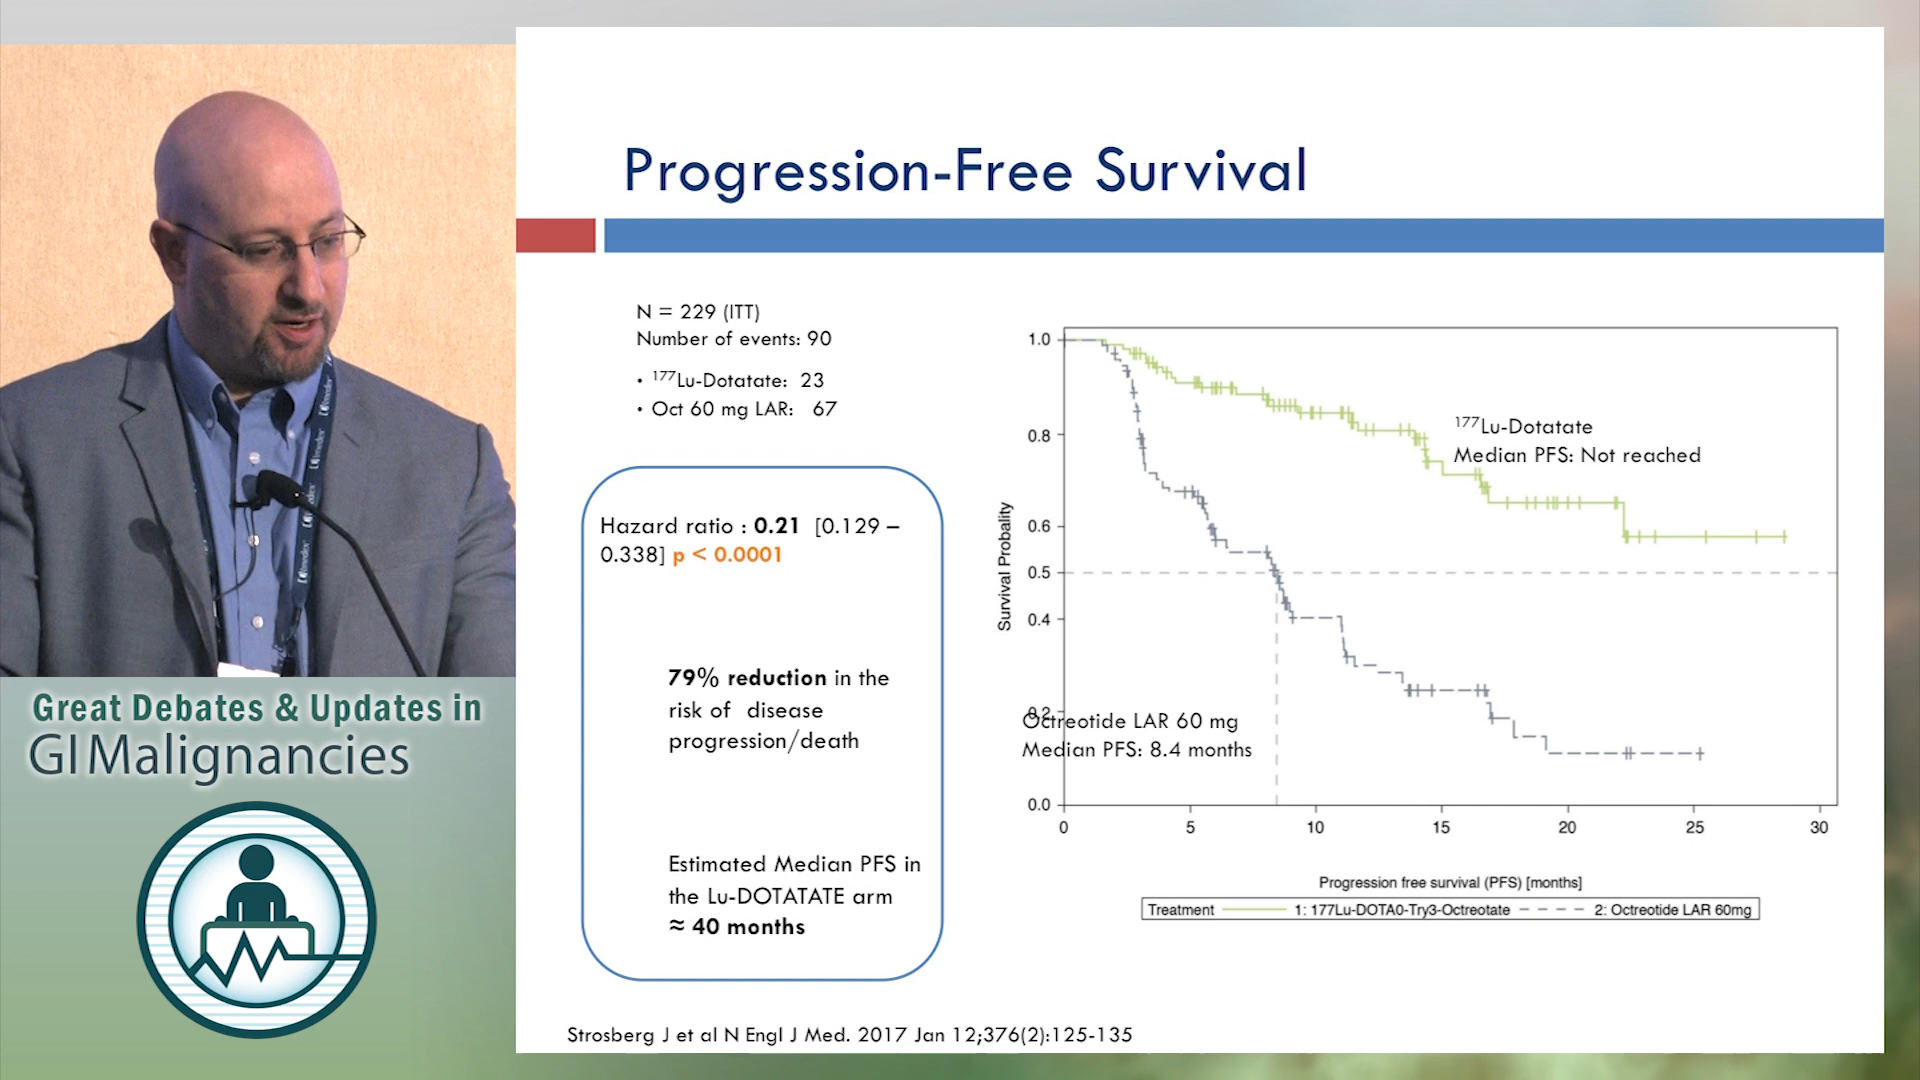 Progression-Free Survival
N = 229 (ITT)
Number of events: 90
• ¹⁷⁷Lu-Dotatate: 23
• Oct 60 mg LAR: 67
Hazard ratio : 0.21 [0.129 –
0.338] p < 0.0001
79% reduction in the
risk of disease
progression/death
Estimated Median PFS in
the Lu-DOTATATE arm
≈ 40 months
Survival Probability
1.0
0.8
0.6
0.5
0.4
0.2
0.0
¹⁷⁷Lu-Dotatate
Median PFS: Not reached
Octreotide LAR 60 mg
Median PFS: 8.4 months
0 5 10 15 20 25 30
Progression free survival (PFS) [months]
Treatment 1: 177Lu-DOTA0-Try3-Octreotate 2: Octreotide LAR 60mg
Strosberg J et al N Engl J Med. 2017 Jan 12;376(2):125-135
Great Debates & Updates in
GI Malignancies
imedex